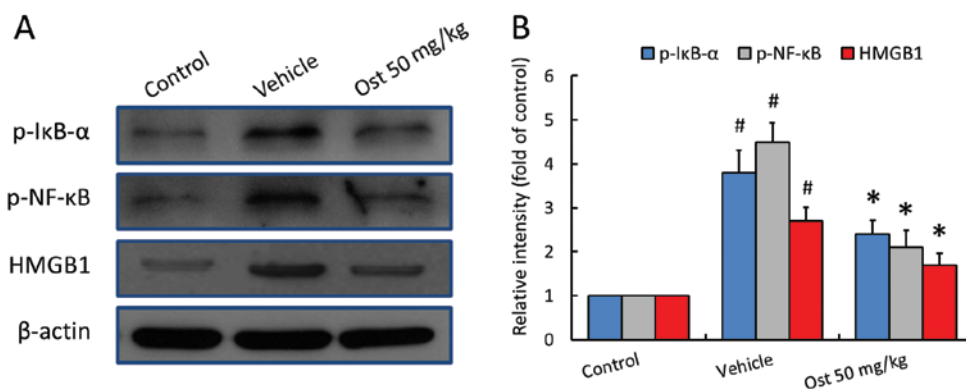 A
Control Vehicle Ost 50 mg/kg
p-IκB-α
p-NF-κB
HMGB1
β-actin
B
p-IκB-α p-NF-κB HMGB1
Relative intensity (fold of control)
6
5
4
3
2
1
0
# # #
* * *
Control Vehicle Ost 50 mg/kg